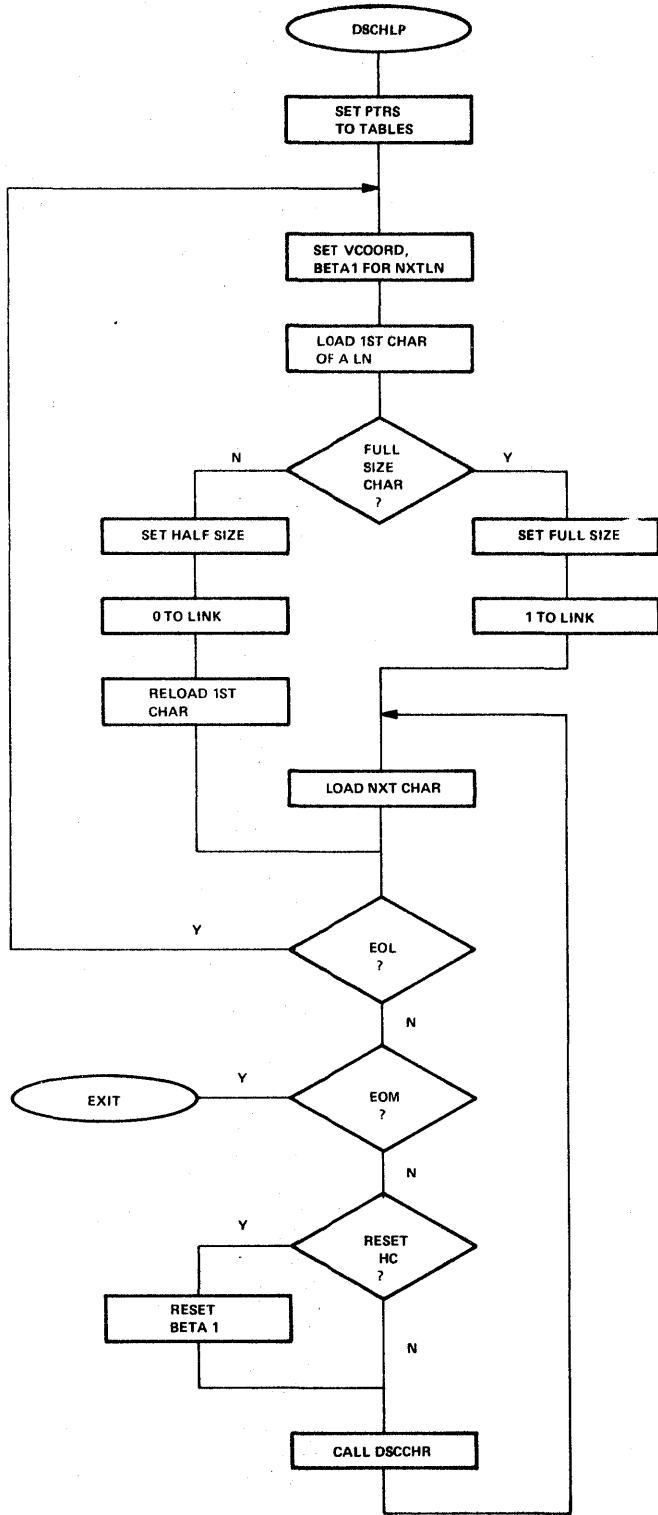 DSCHLP
SET PTRS
TO TABLES
SET VCOORD,
BETA1 FOR NXTLN
LOAD 1ST CHAR
OF A LN
FULL
SIZE
CHAR
?
N
Y
SET HALF SIZE
SET FULL SIZE
0 TO LINK
1 TO LINK
RELOAD 1ST
CHAR
LOAD NXT CHAR
Y
EOL
?
N
Y
EXIT
EOM
?
N
Y
RESET
HC
?
RESET
BETA 1
N
CALL DSCCHR